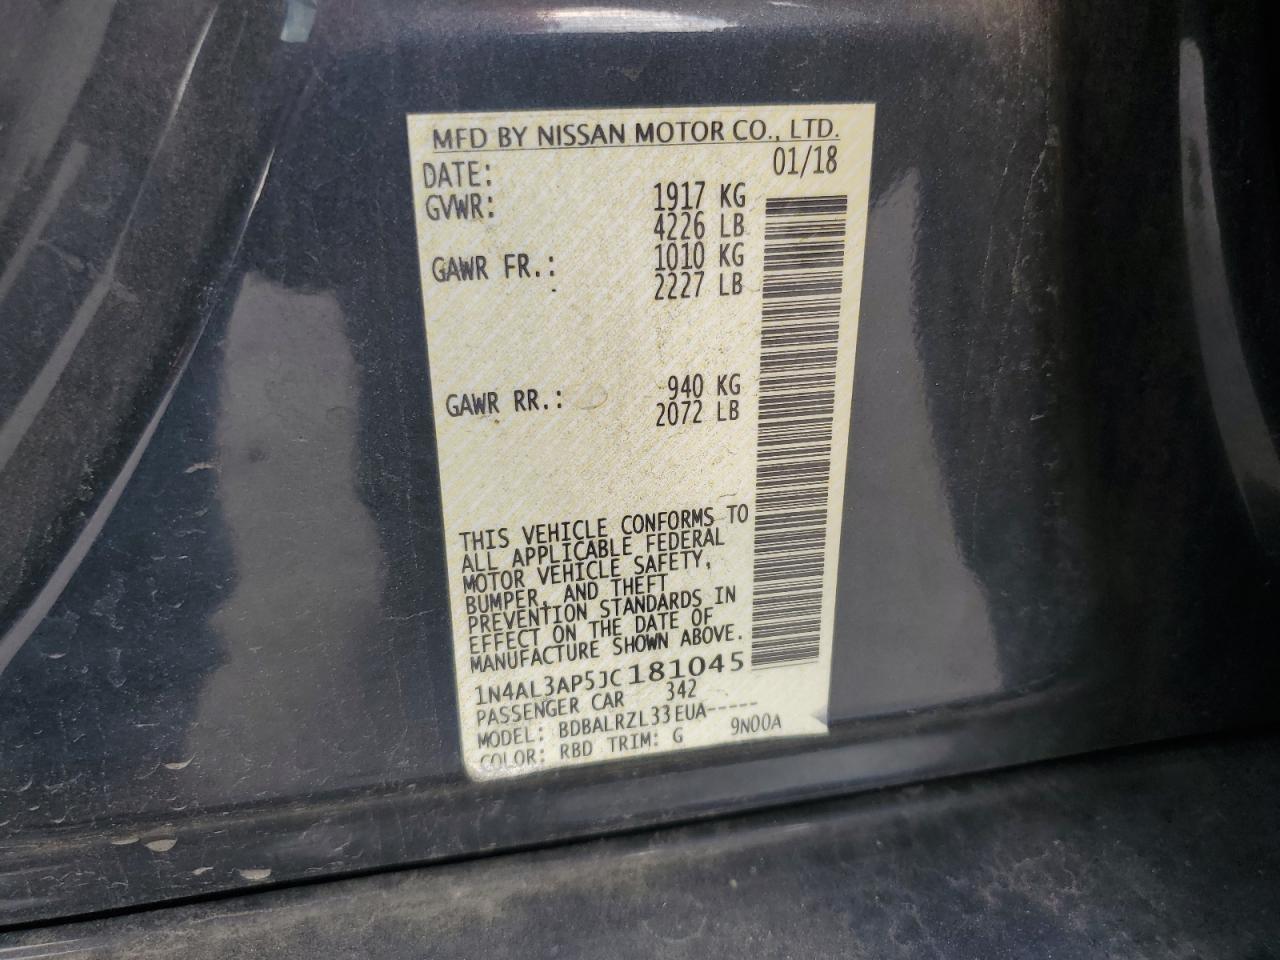 MFD BY NISSAN MOTOR CO., LTD.
DATE: 01/18
GVWR: 1917 KG
4226 LB
GAWR FR.: 1010 KG
2227 LB
GAWR RR.: 940 KG
2072 LB
THIS VEHICLE CONFORMS TO
ALL APPLICABLE FEDERAL
MOTOR VEHICLE SAFETY,
BUMPER, AND THEFT
PREVENTION STANDARDS IN
EFFECT ON THE DATE OF
MANUFACTURE SHOWN ABOVE.
1N4AL3AP5JC181045
PASSENGER CAR 342
MODEL: BDBALRZL33EUA-----
COLOR: RBD TRIM: G 9N00A